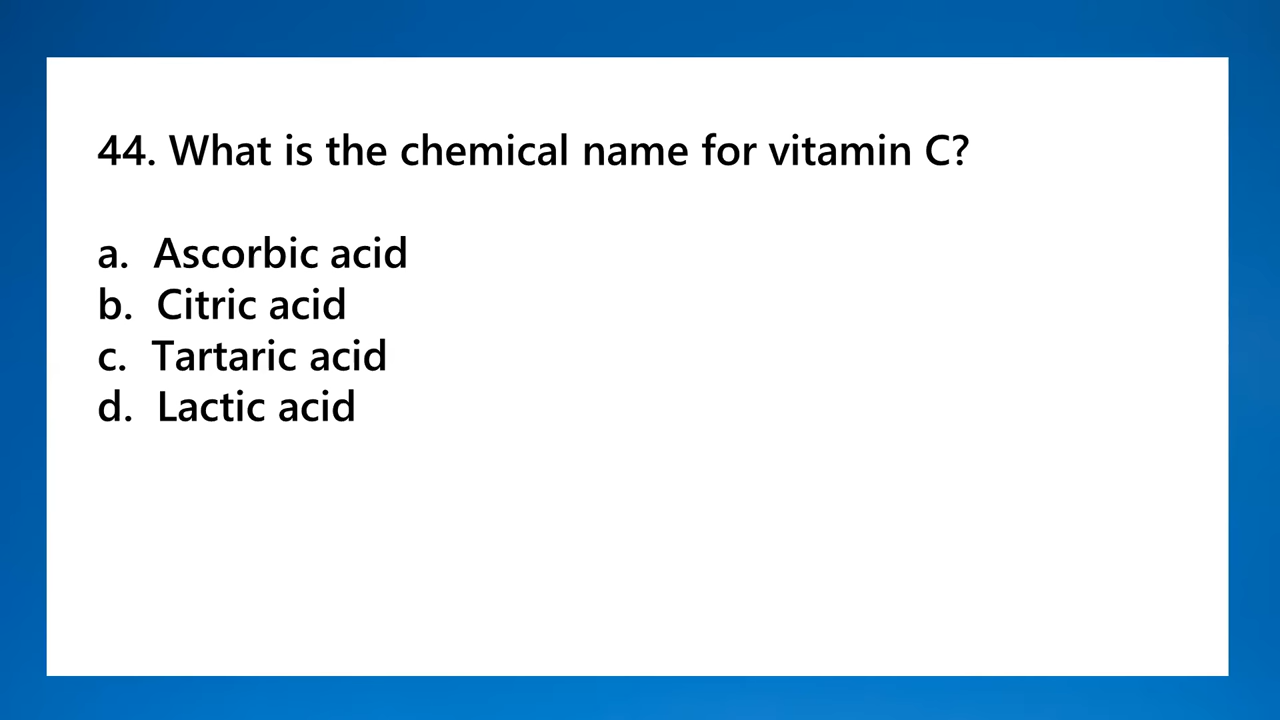 44. What is the chemical name for vitamin C?
a. Ascorbic acid
b. Citric acid
c. Tartaric acid
d. Lactic acid